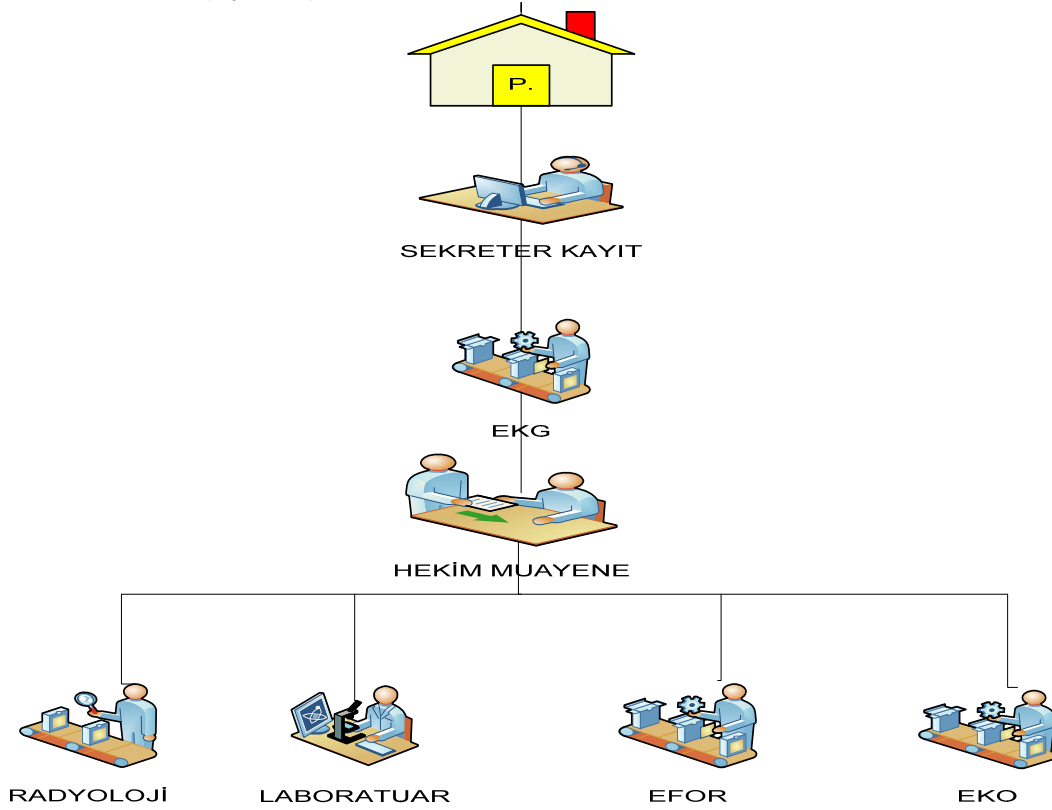 P.
SEKRETER KAYIT
EKG
HEKİM MUAYENE
RADYOLOJİ
LABORATUAR
EFOR
EKO